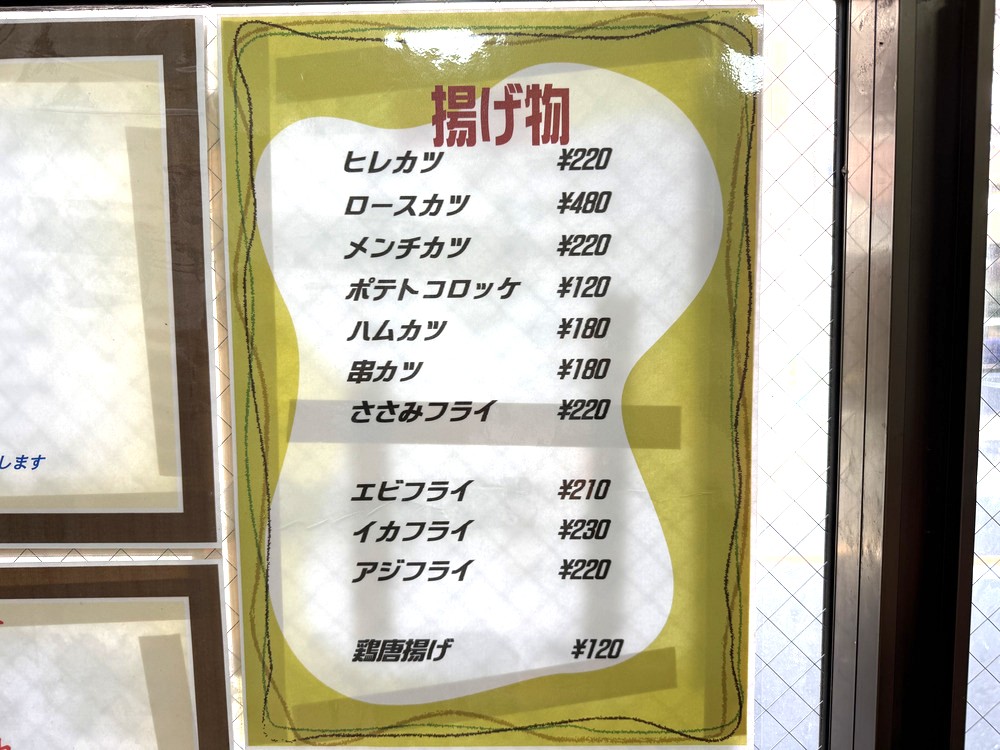 揚げ物
ヒレカツ ¥220
ロースカツ ¥480
メンチカツ ¥220
ポテトコロッケ ¥120
ハムカツ ¥180
串カツ ¥180
ささみフライ ¥220
エビフライ ¥210
イカフライ ¥230
アジフライ ¥220
鶏唐揚げ ¥120
します